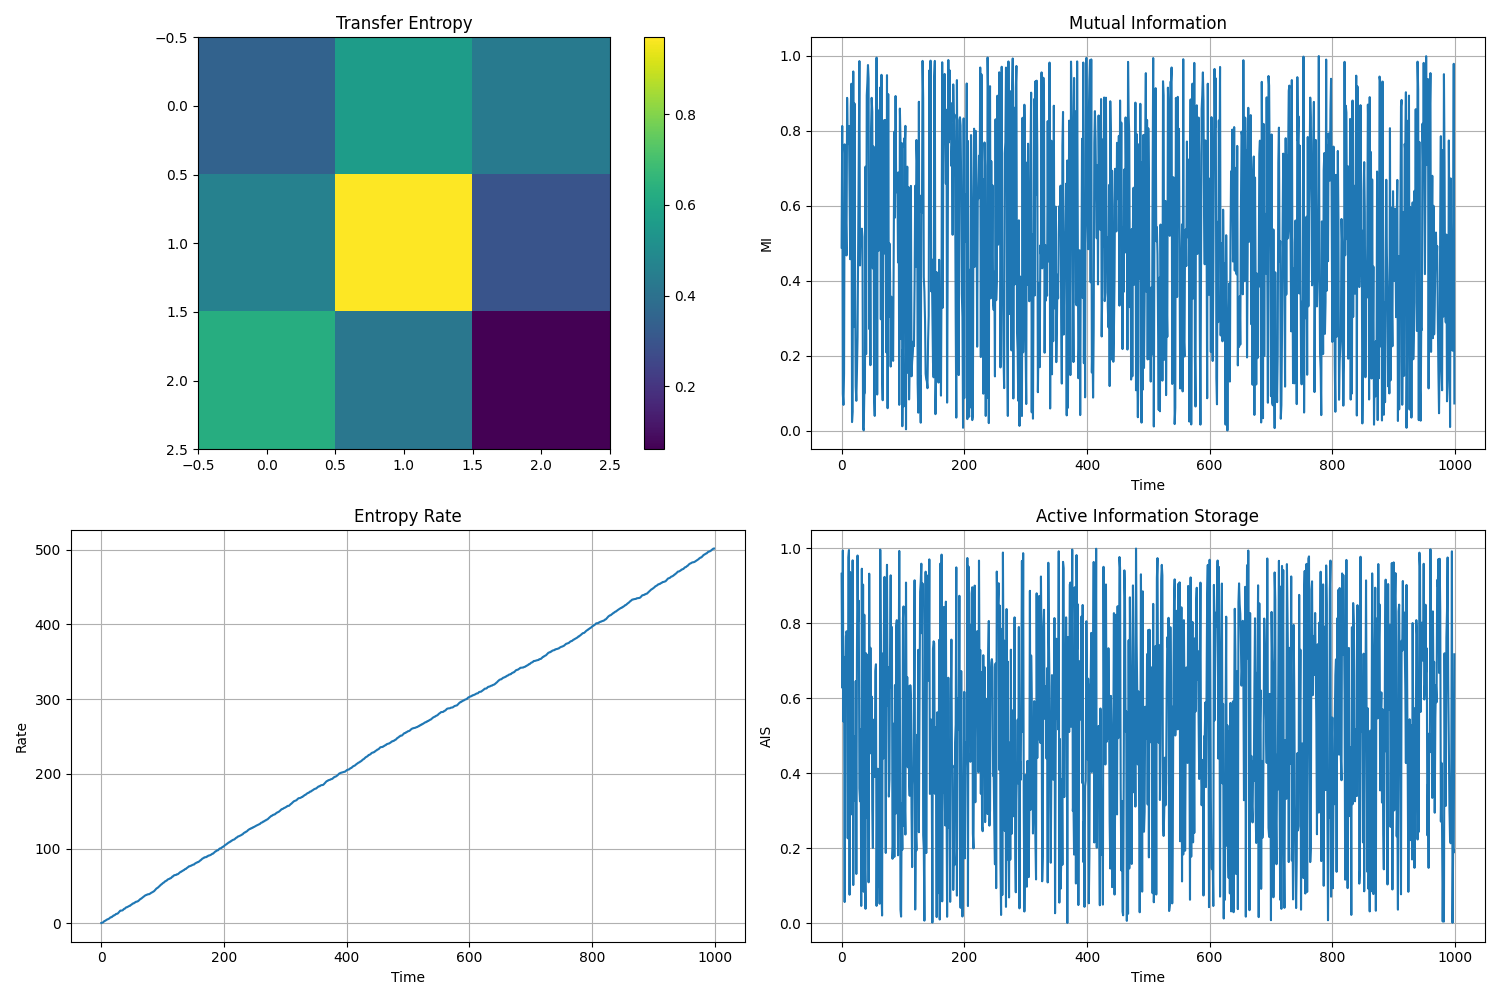 Transfer Entropy
−0.5
0.0
0.5
1.0
1.5
2.0
2.5
−0.5 0.0 0.5 1.0 1.5 2.0 2.5
0.8
0.6
0.4
0.2
Mutual Information
1.0
0.8
0.6
0.4
0.2
0.0
MI
0 200 400 600 800 1000
Time
Entropy Rate
500
400
300
200
100
0
Rate
0 200 400 600 800 1000
Time
Active Information Storage
1.0
0.8
0.6
0.4
0.2
0.0
AIS
0 200 400 600 800 1000
Time